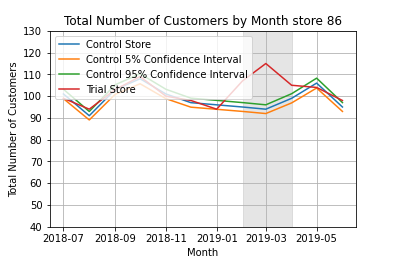 Total Number of Customers by Month store 86
130
120
110
100
90
80
70
60
50
40
Total Number of Customers
Control Store
Control 5% Confidence Interval
Control 95% Confidence Interval
Trial Store
2018-07 2018-09 2018-11 2019-01 2019-03 2019-05
Month